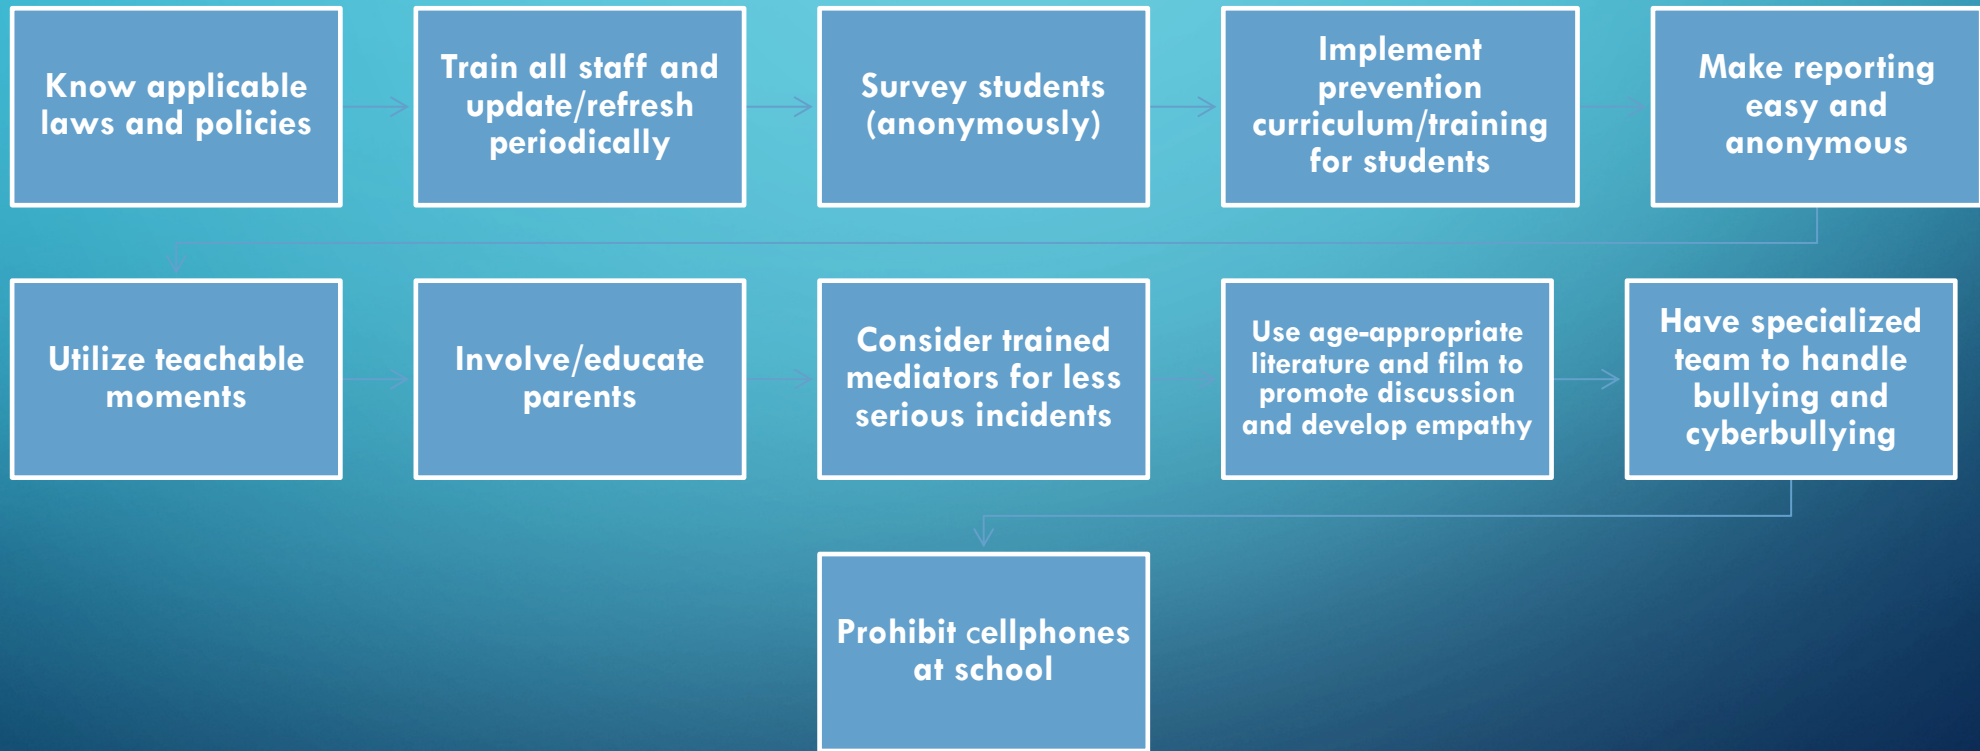 Know applicable
laws and policies
Train all staff and
update/refresh
periodically
Survey students
(anonymously)
Implement
prevention
curriculum/training
for students
Make reporting
easy and
anonymous
Utilize teachable
moments
Involve/educate
parents
Consider trained
mediators for less
serious incidents
Use age-appropriate
literature and film to
promote discussion
and develop empathy
Have specialized
team to handle
bullying and
cyberbullying
Prohibit cellphones
at school